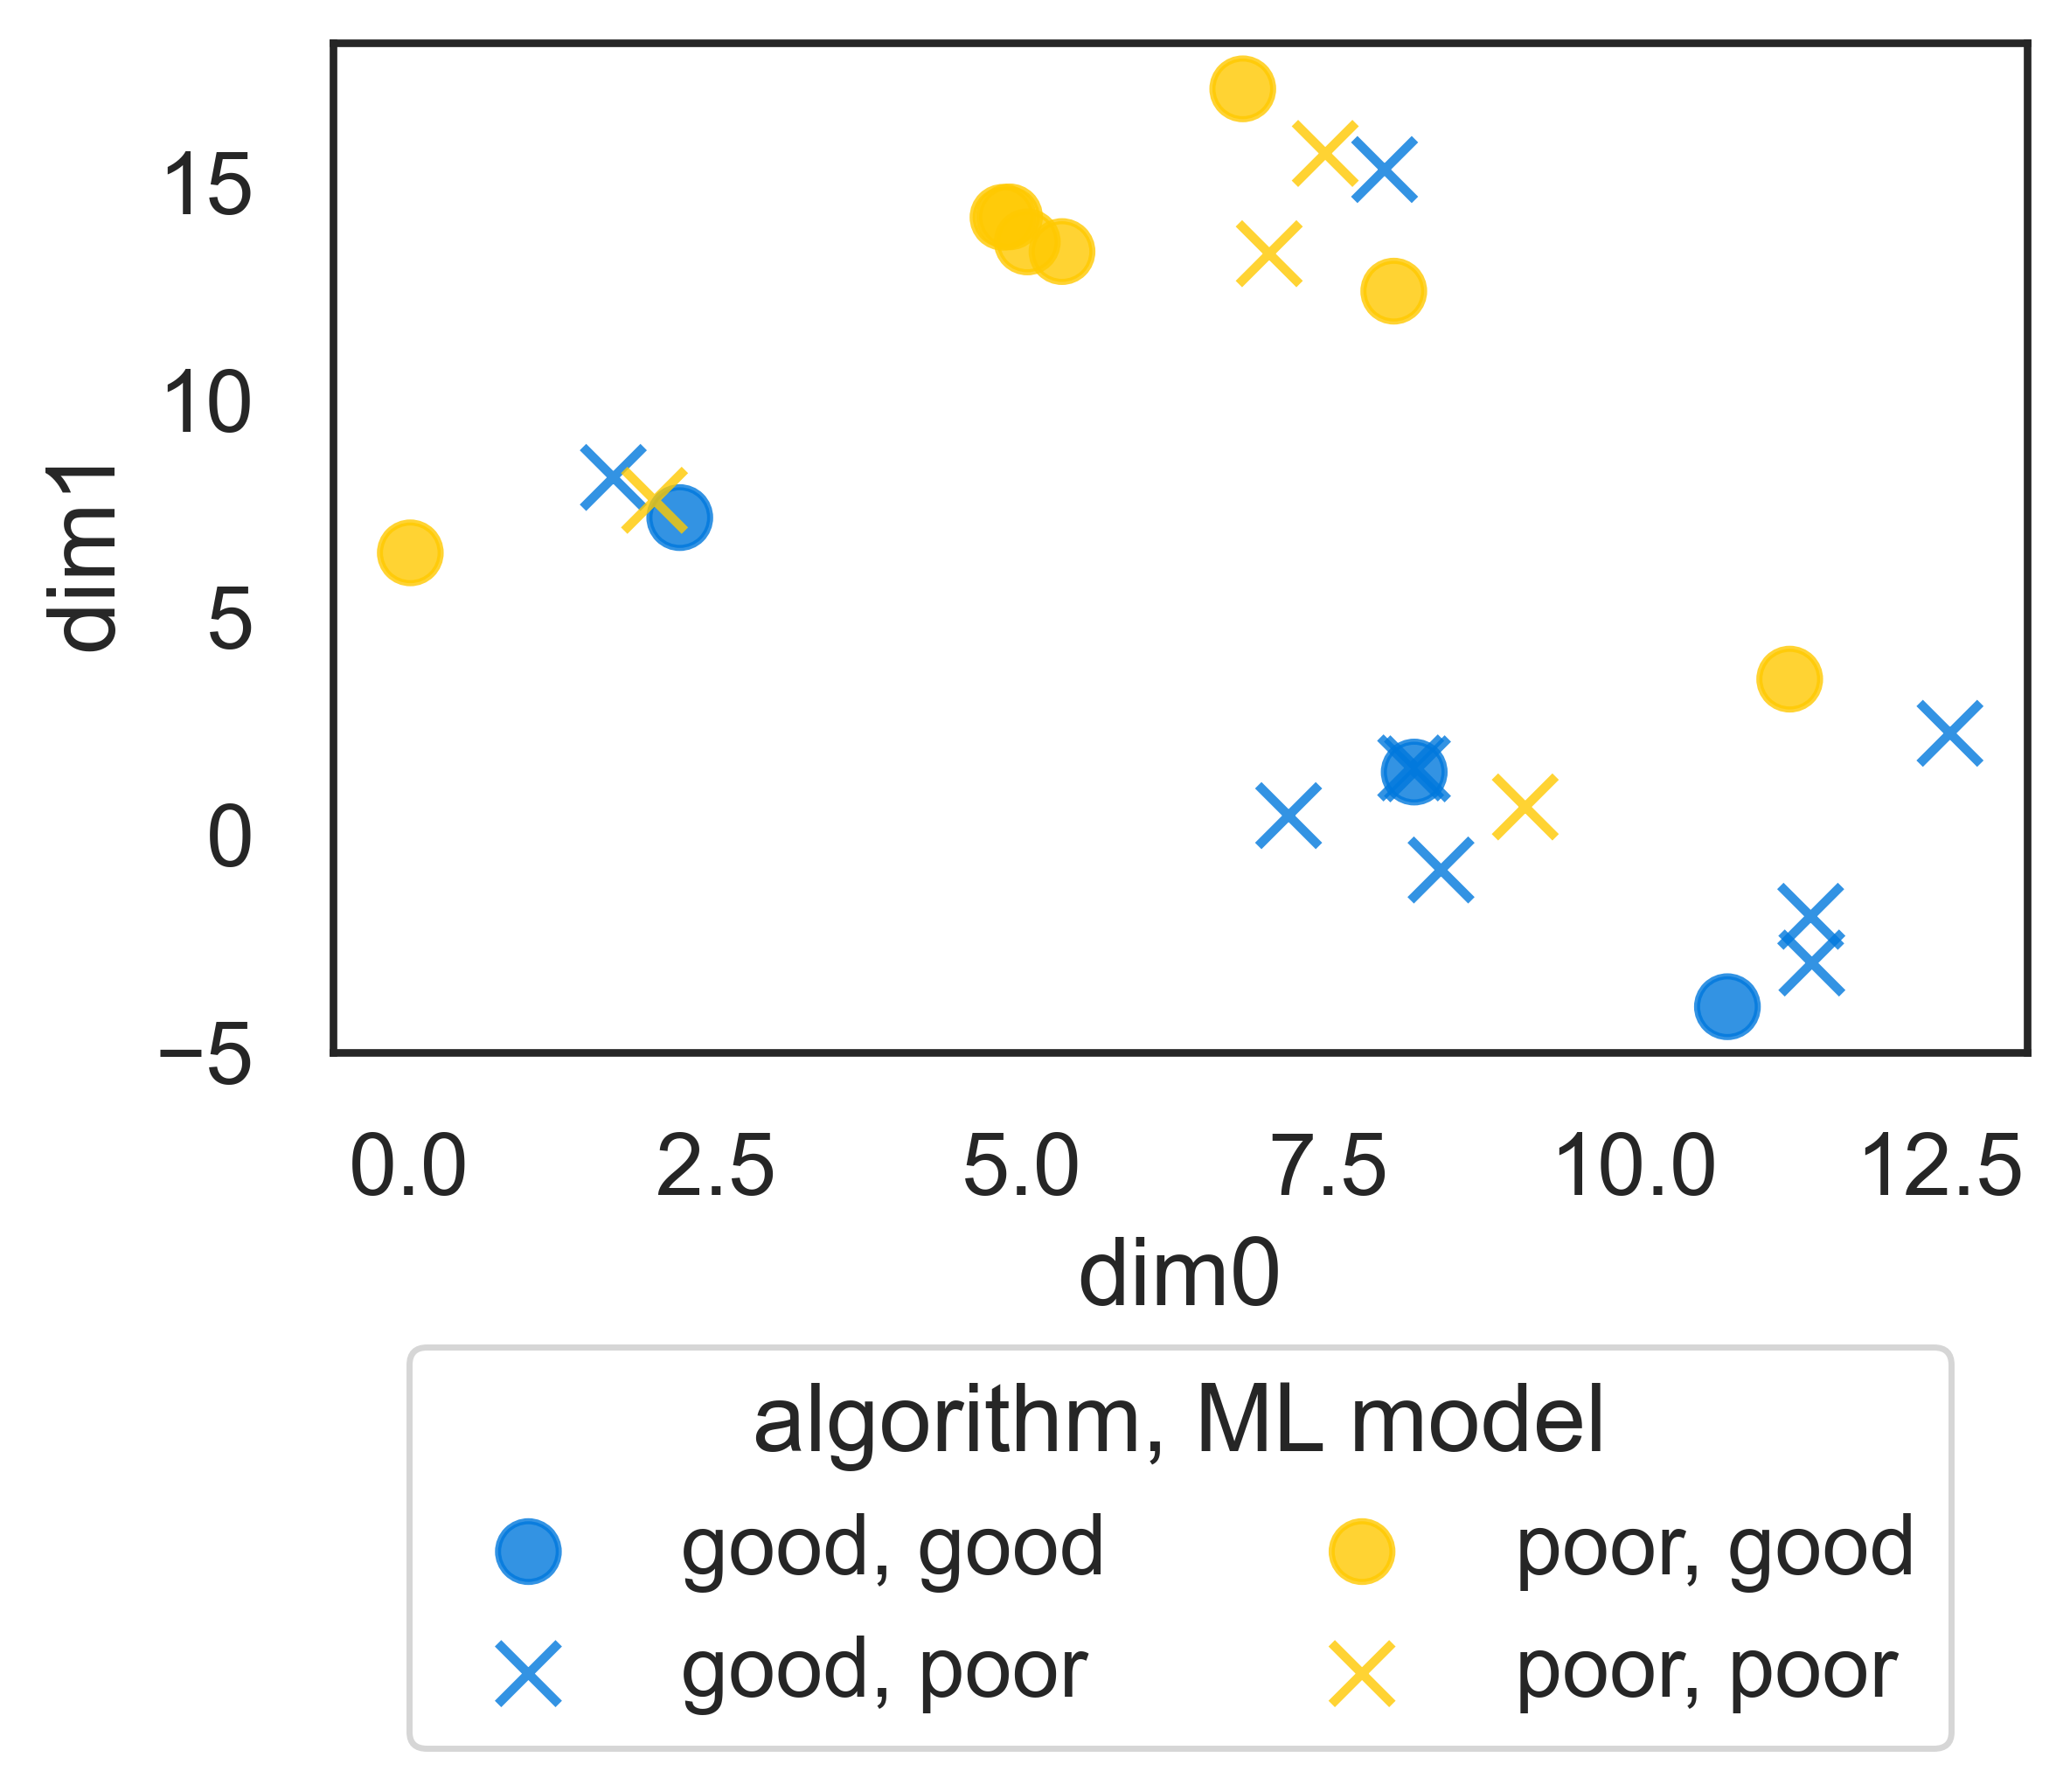 15
10
5
0
−5
dim1
0.0 2.5 5.0 7.5 10.0 12.5
dim0
algorithm, ML model
good, good poor, good
good, poor poor, poor